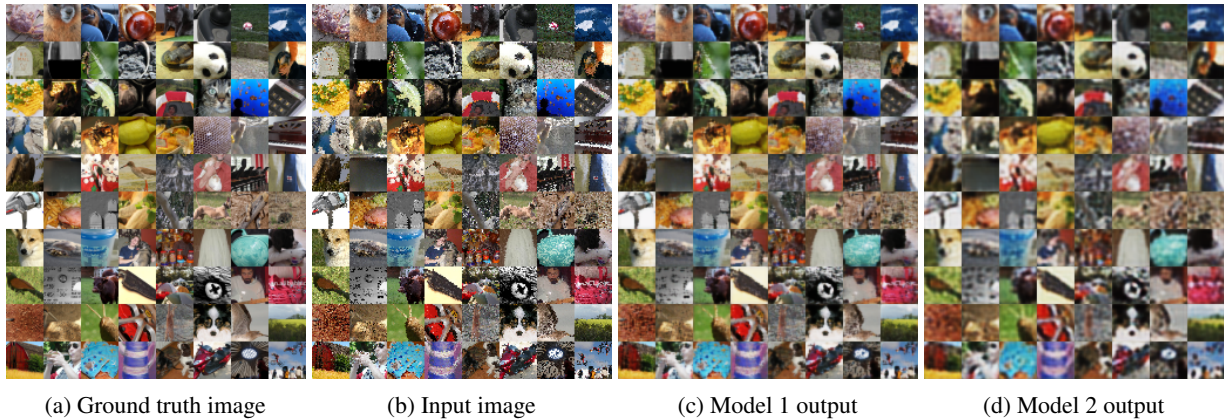 (a) Ground truth image
(b) Input image
(c) Model 1 output
(d) Model 2 output